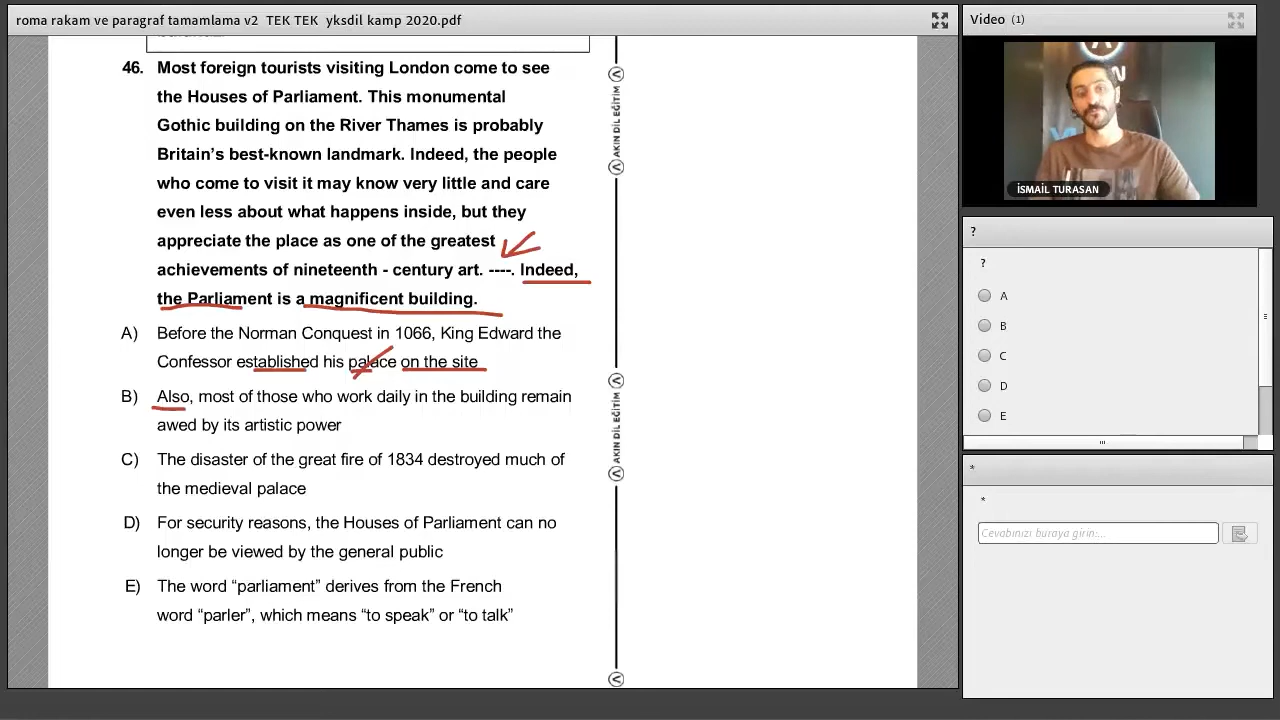 roma rakam ve paragraf tamamlama v2 TEK TEK yksdil kamp 2020.pdf
Video (1)
46. Most foreign tourists visiting London come to see
the Houses of Parliament. This monumental
Gothic building on the River Thames is probably
Britain's best-known landmark. Indeed, the people
who come to visit it may know very little and care
even less about what happens inside, but they
appreciate the place as one of the greatest
achievements of nineteenth - century art. ----. Indeed,
the Parliament is a magnificent building.
A) Before the Norman Conquest in 1066, King Edward the
Confessor established his palace on the site
B) Also, most of those who work daily in the building remain
awed by its artistic power
C) The disaster of the great fire of 1834 destroyed much of
the medieval palace
D) For security reasons, the Houses of Parliament can no
longer be viewed by the general public
E) The word “parliament” derives from the French
word “parler”, which means “to speak” or “to talk”
AKIN DİL EĞİTİM
AKIN DİL EĞİTİM
İSMAİL TURASAN
?
?
A
B
C
D
E
*
*
Cevabınızı buraya girin:...